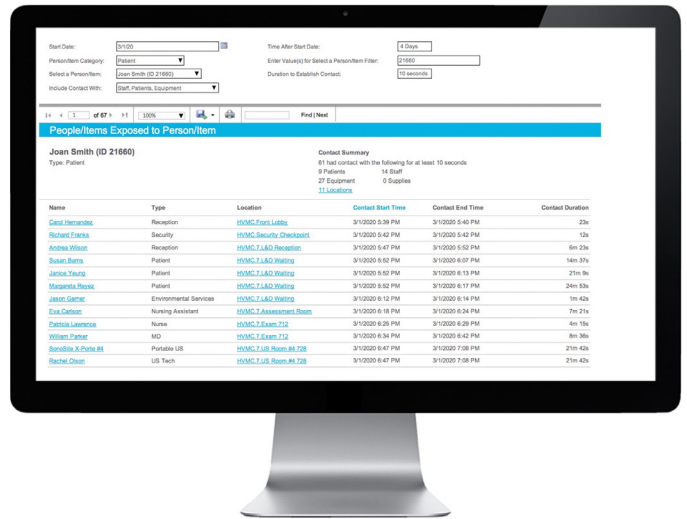 Start Date: 3/1/20 Time After Start Date: 4 Days
Person/Item Category: Patient Enter Value(s) for Select a Person/Item Filter: 21660
Select a Person/Item: Joan Smith (ID 21660) Duration to Establish Contact: 10 seconds
Include Contact With: Staff, Patients, Equipment
1 of 67 100% Find | Next
People/Items Exposed to Person/Item
Joan Smith (ID 21660) Contact Summary
Type: Patient 61 had contact with the following for at least 10 seconds
9 Patients 14 Staff
27 Equipment 0 Supplies
11 Locations
Name Type Location Contact Start Time Contact End Time Contact Duration
Carol Hernandez Reception HVMC.Front Lobby 3/1/2020 5:39 PM 3/1/2020 5:40 PM 23s
Richard Franks Security HVMC.Security Checkpoint 3/1/2020 5:42 PM 3/1/2020 5:42 PM 12s
Andrea Wilson Reception HVMC.7.L&D Reception 3/1/2020 5:47 PM 3/1/2020 5:52 PM 6m 23s
Susan Barns Patient HVMC.7.L&D Waiting 3/1/2020 5:52 PM 3/1/2020 6:07 PM 14m 37s
Janice Yeung Patient HVMC.7.L&D Waiting 3/1/2020 5:52 PM 3/1/2020 6:13 PM 21m 9s
Margareta Reyez Patient HVMC.7.L&D Waiting 3/1/2020 5:52 PM 3/1/2020 6:17 PM 24m 53s
Jason Garner Environmental Services HVMC.7.L&D Waiting 3/1/2020 6:12 PM 3/1/2020 6:14 PM 1m 42s
Eva Carlson Nursing Assistant HVMC.7.Assessment Room 3/1/2020 6:18 PM 3/1/2020 6:24 PM 7m 21s
Patricia Lawrence Nurse HVMC.7.Exam 712 3/1/2020 6:25 PM 3/1/2020 6:29 PM 4m 15s
William Parker MD HVMC.7.Exam 712 3/1/2020 6:34 PM 3/1/2020 6:42 PM 8m 36s
SonoSite X-Porte #4 Portable US HVMC.7.US Room #4 728 3/1/2020 6:47 PM 3/1/2020 7:08 PM 21m 42s
Rachel Olson US Tech HVMC.7.US Room #4 728 3/1/2020 6:47 PM 3/1/2020 7:08 PM 21m 42s